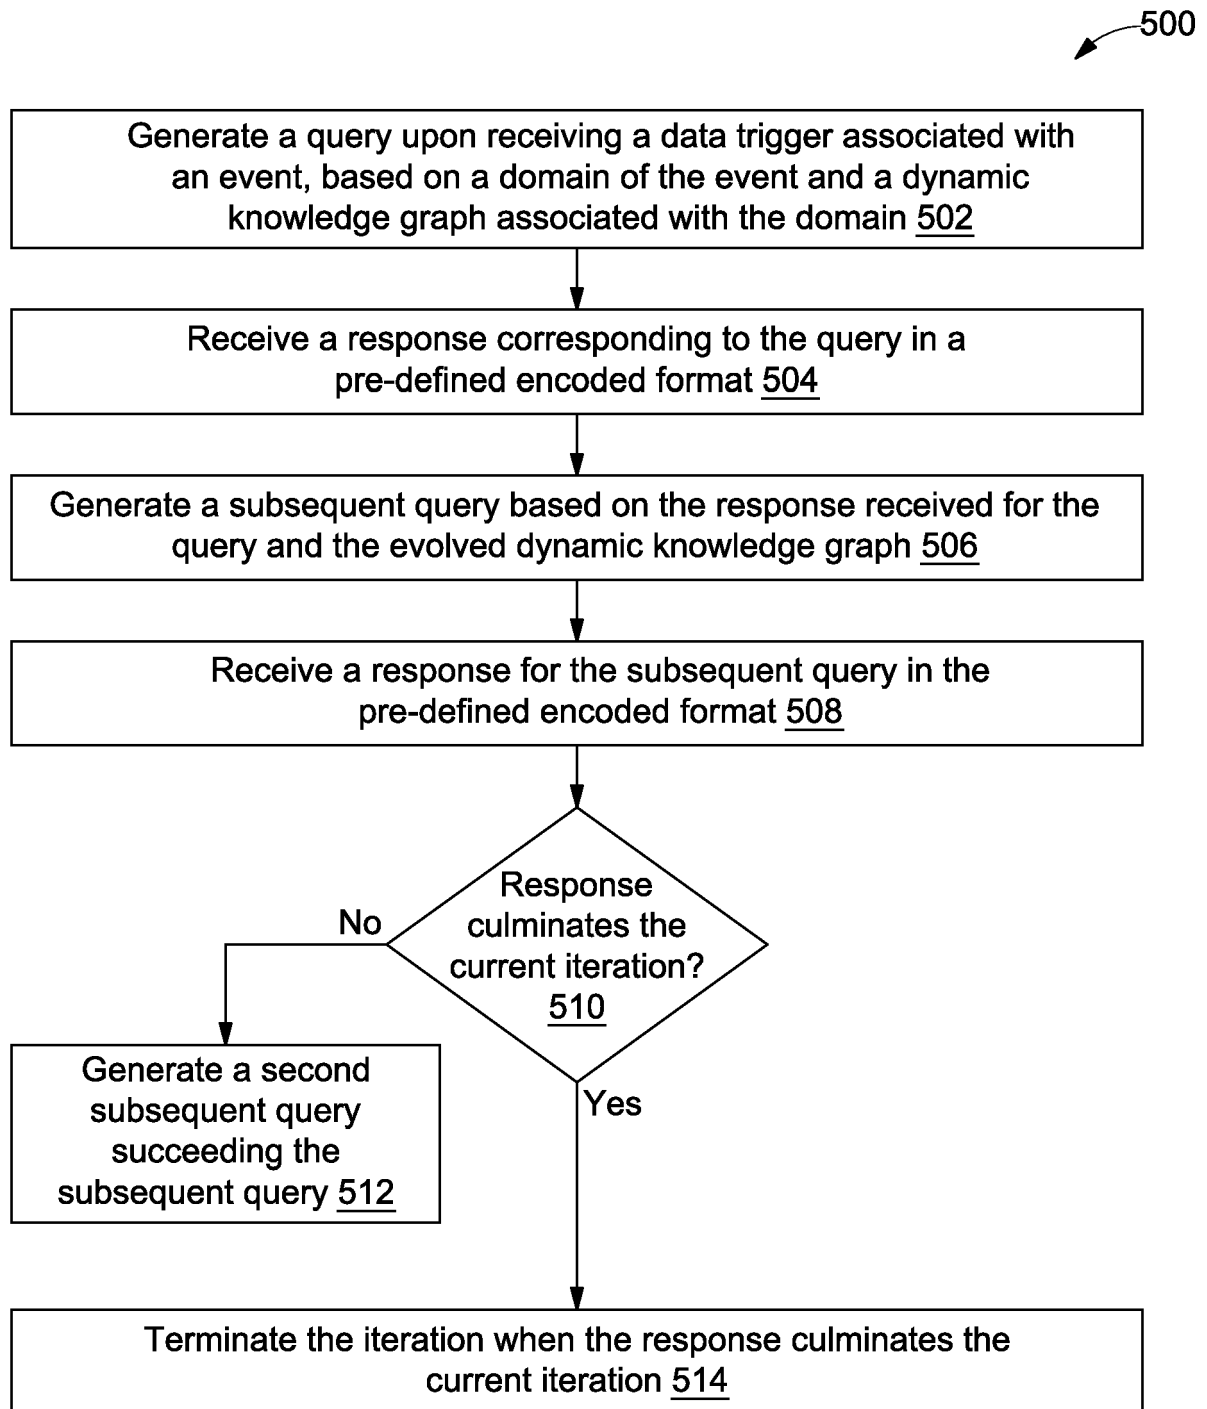 500
Generate a query upon receiving a data trigger associated with
an event, based on a domain of the event and a dynamic
knowledge graph associated with the domain 502
Receive a response corresponding to the query in a
pre-defined encoded format 504
Generate a subsequent query based on the response received for the
query and the evolved dynamic knowledge graph 506
Receive a response for the subsequent query in the
pre-defined encoded format 508
Response
culminates the
current iteration?
510
No
Generate a second
subsequent query
succeeding the
subsequent query 512
Yes
Terminate the iteration when the response culminates the
current iteration 514